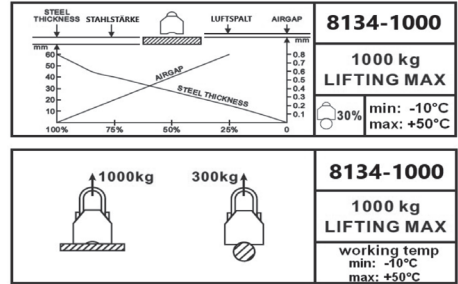 STEEL THICKNESS STAHLSTÄRKE LUFTSPALT AIRGAP
8134-1000
mm mm
60
50
40
30
20
10
0.8
0.7
0.6
0.5
0.4
0.3
0.2
0.1
AIRGAP
STEEL THICKNESS
100% 75% 50% 25% 0
1000 kg
LIFTING MAX
30%
min: -10°C
max: +50°C
1000kg 300kg
8134-1000
1000 kg
LIFTING MAX
working temp
min: -10°C
max: +50°C